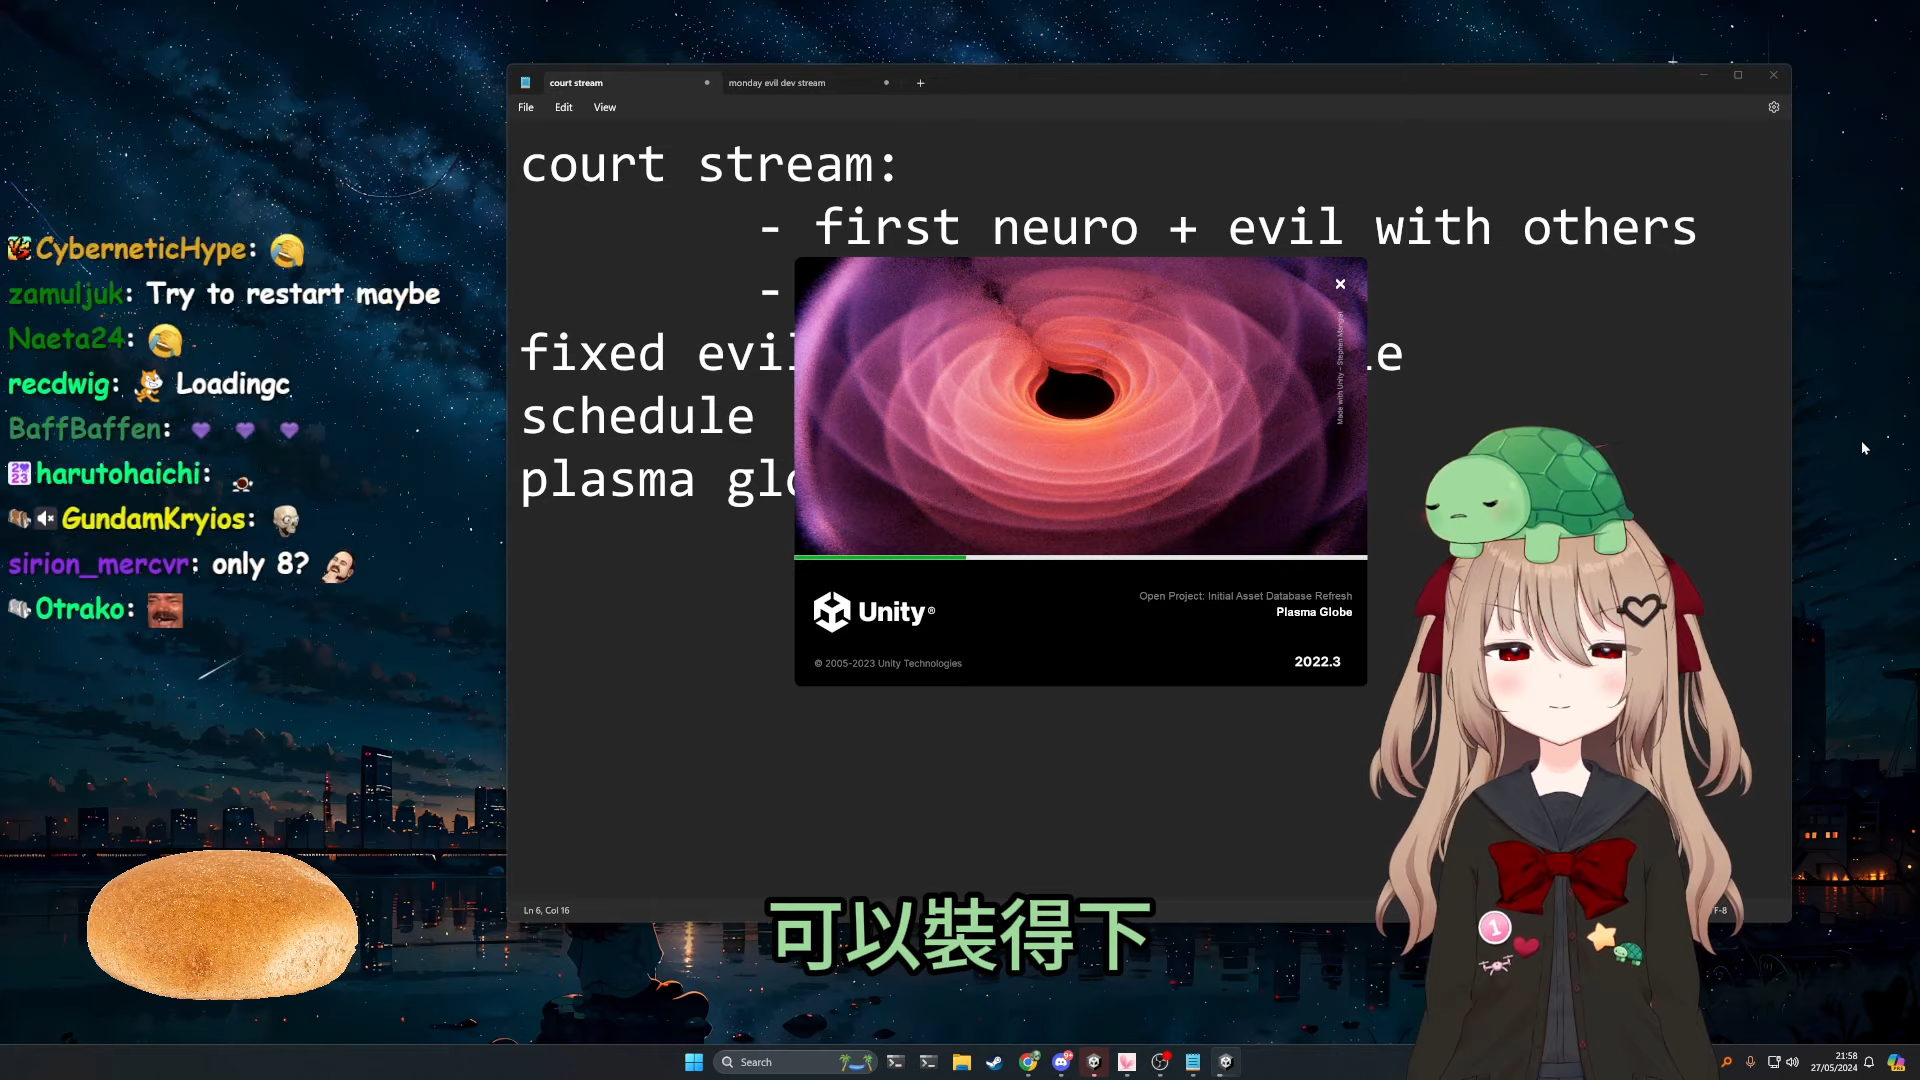 court stream
monday evil dev stream
File Edit View
court stream:
- first neuro + evil with others
-
fixed evil
schedule
plasma glo
CyberneticHype:
zamuljuk: Try to restart maybe
Naeta24:
recdwig: Loadingc
BaffBaffen:
harutohaichi:
GundamKryios:
sirion_mercvr: only 8?
Otrako:
Made with Unity – Stephen Mangiat
Unity®
Open Project: Initial Asset Database Refresh
Plasma Globe
© 2005-2023 Unity Technologies
2022.3
1
Ln 6, Col 16
可以裝得下
Search
21:58
27/05/2024